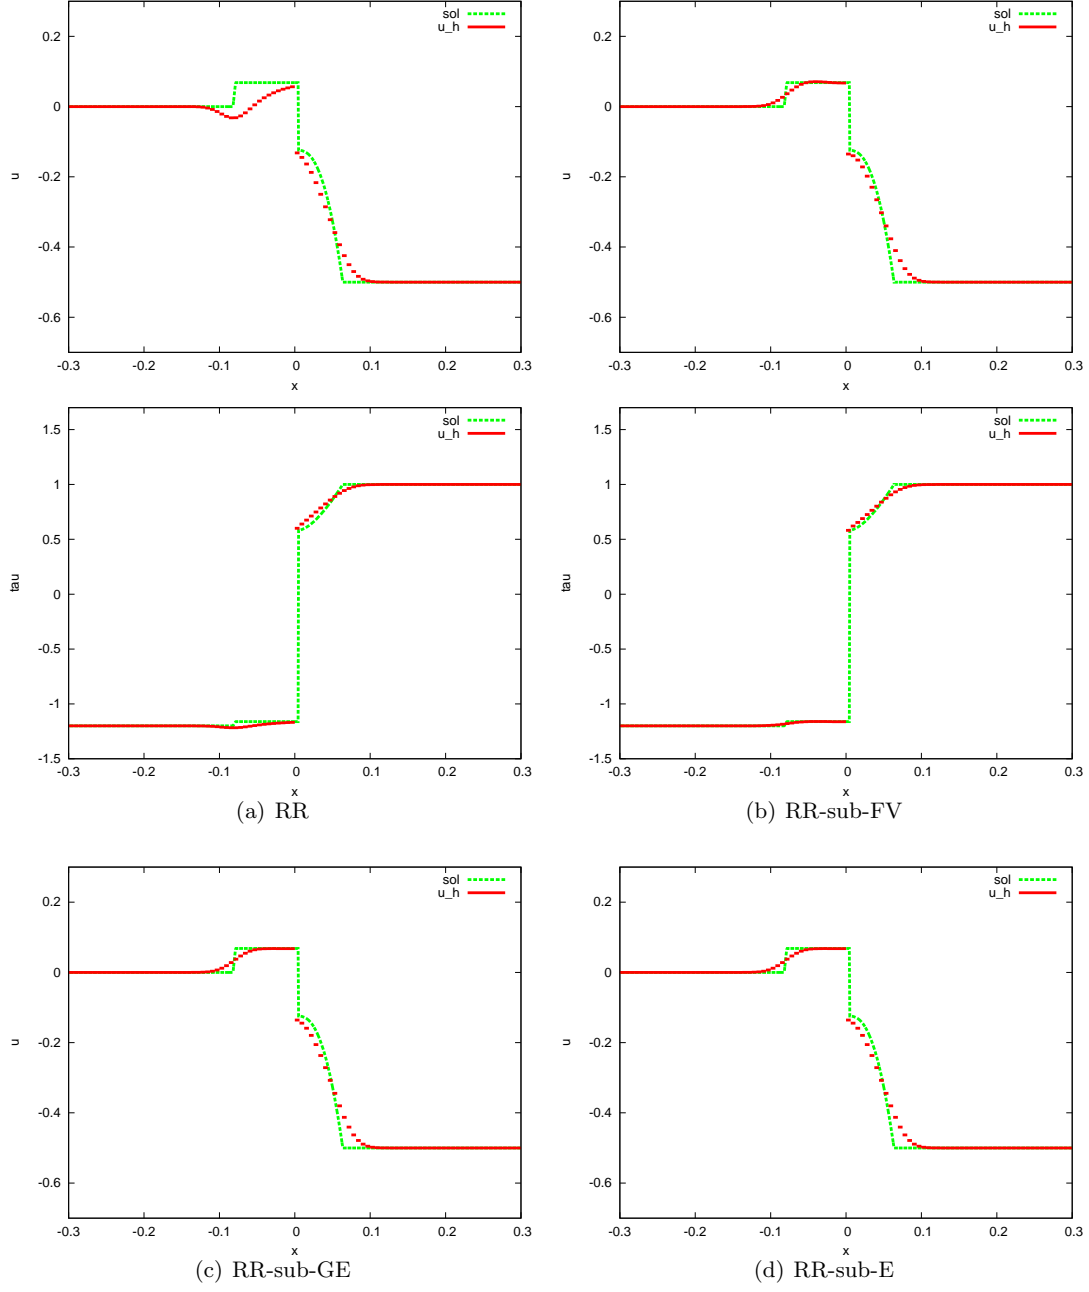 sol
u_h
0.2
0
-0.2
-0.4
-0.6
u
-0.3 -0.2 -0.1 0 0.1 0.2 0.3
x
sol
u_h
0.2
0
-0.2
-0.4
-0.6
u
-0.3 -0.2 -0.1 0 0.1 0.2 0.3
x
sol
u_h
1.5
1
0.5
0
-0.5
-1
-1.5
tau
-0.3 -0.2 -0.1 0 0.1 0.2 0.3
x
(a) RR
sol
u_h
1.5
1
0.5
0
-0.5
-1
-1.5
tau
-0.3 -0.2 -0.1 0 0.1 0.2 0.3
x
(b) RR-sub-FV
sol
u_h
0.2
0
-0.2
-0.4
-0.6
u
-0.3 -0.2 -0.1 0 0.1 0.2 0.3
x
(c) RR-sub-GE
sol
u_h
0.2
0
-0.2
-0.4
-0.6
u
-0.3 -0.2 -0.1 0 0.1 0.2 0.3
x
(d) RR-sub-E